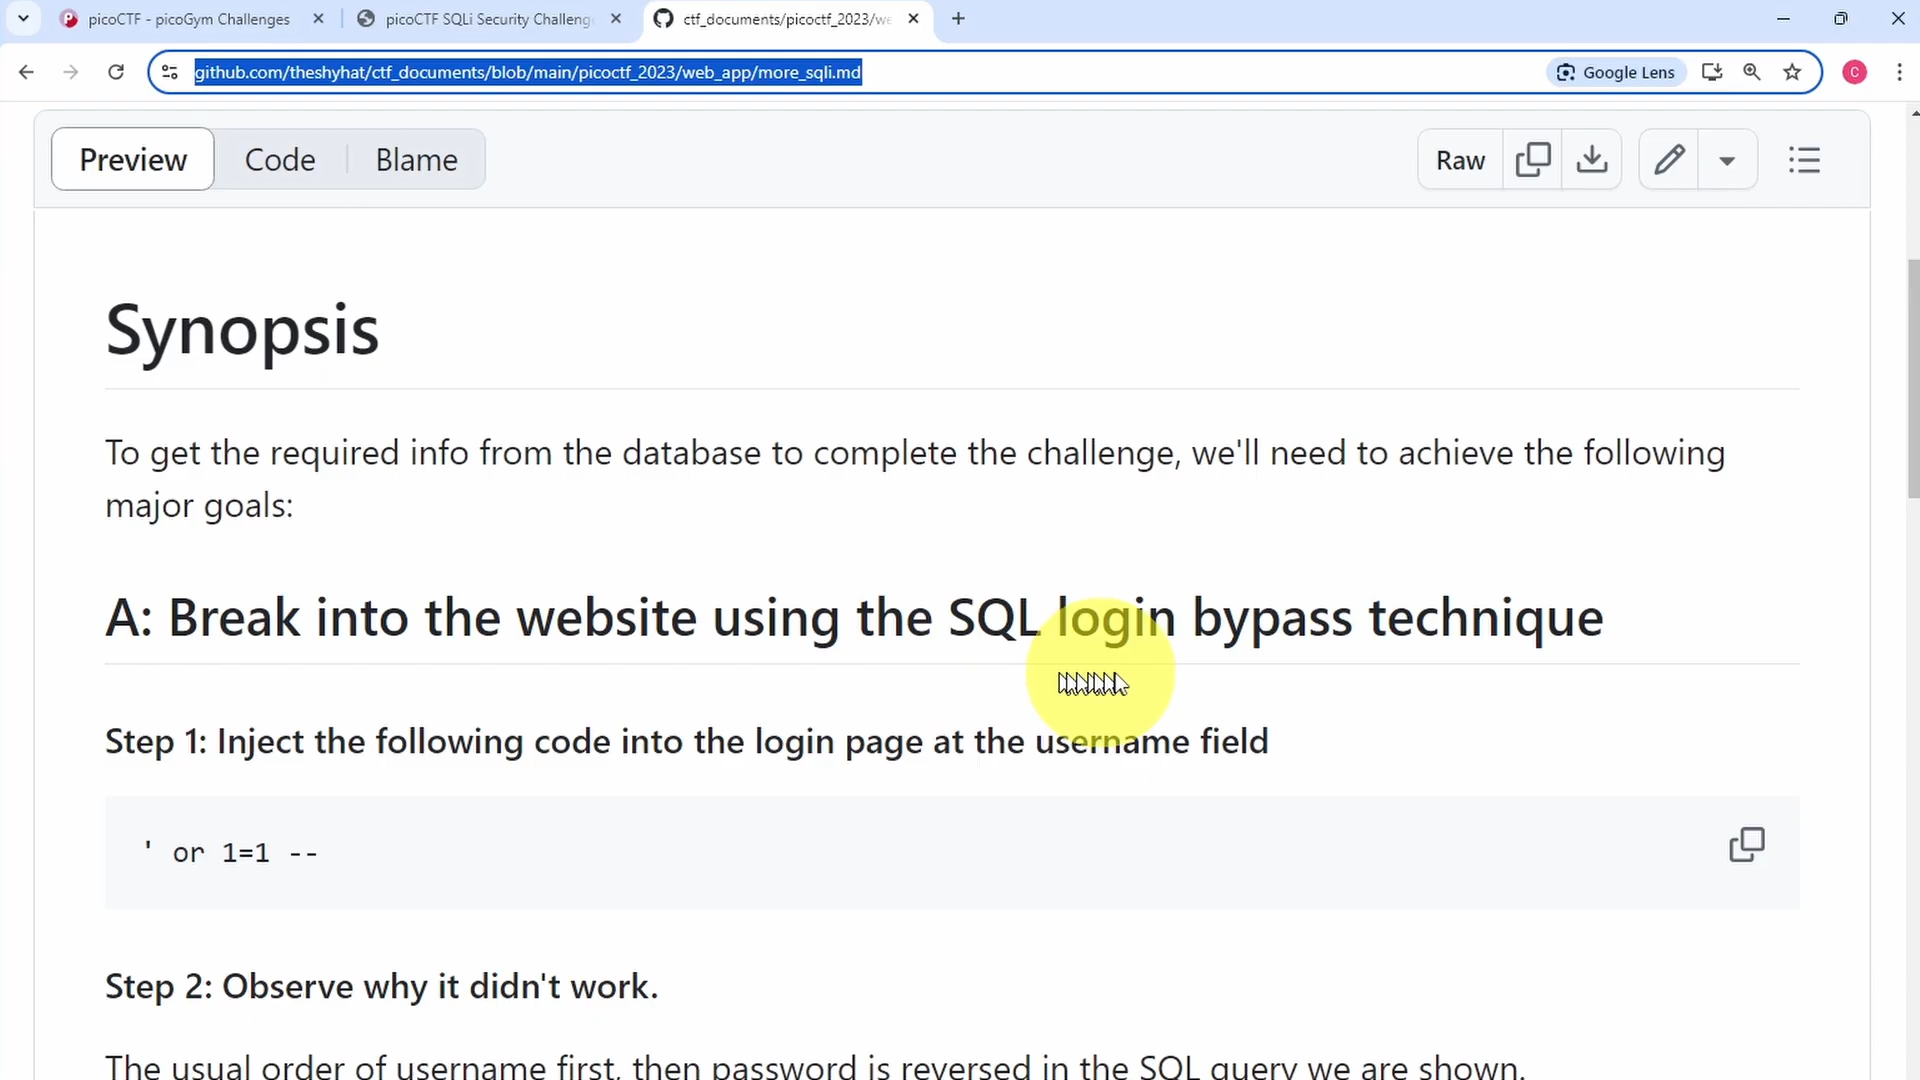 picoCTF - picoGym Challenges
picoCTF SQLi Security Challeng
ctf_documents/picoctf_2023/we
github.com/theshyhat/ctf_documents/blob/main/picoctf_2023/web_app/more_sqli.md
Google Lens
C
Preview
Code
Blame
Raw
Synopsis
To get the required info from the database to complete the challenge, we'll need to achieve the following
major goals:
A: Break into the website using the SQL login bypass technique
Step 1: Inject the following code into the login page at the username field
' or 1=1 --
Step 2: Observe why it didn't work.
The usual order of username first, then password is reversed in the SQL query we are shown.